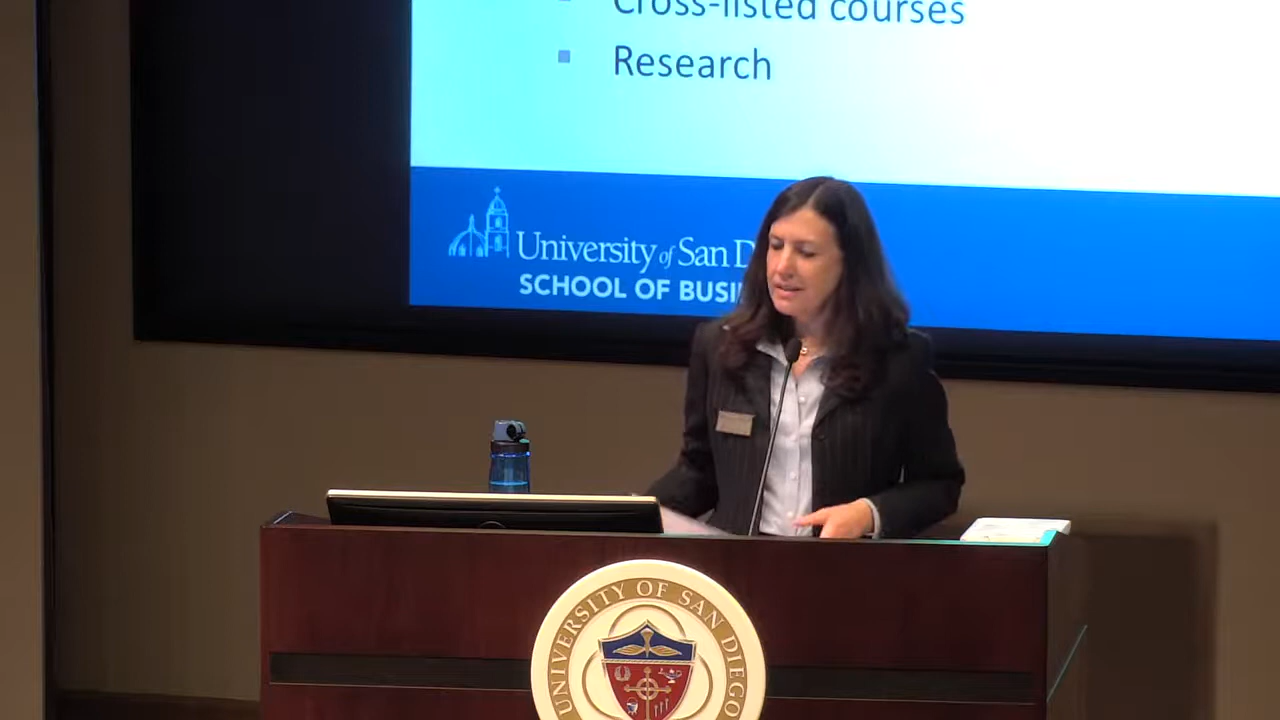 Cross-listed courses
Research
University of San D
SCHOOL OF BUSI
UNIVERSITY OF SAN DIEGO